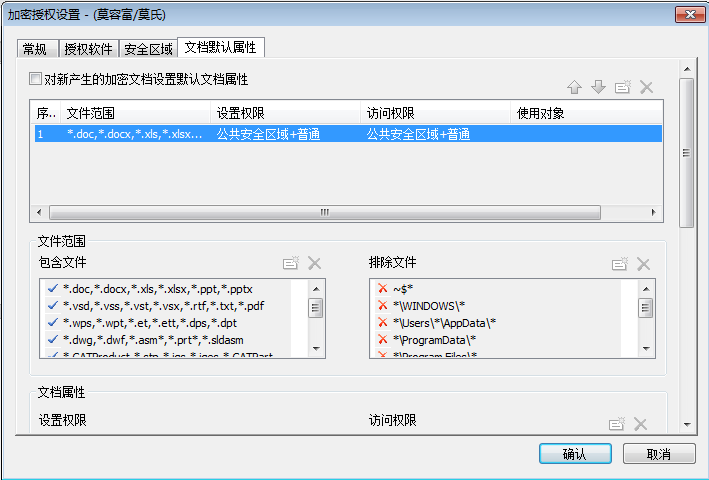 加密授权设置 - (莫容富/莫氏)
常规 授权软件 安全区域 文档默认属性
对新产生的加密文档设置默认文档属性
序.. 文件范围 设置权限 访问权限 使用对象
1 *.doc,*.docx,*.xls,*.xlsx... 公共安全区域+普通 公共安全区域+普通
文件范围
包含文件 排除文件
*.doc,*.docx,*.xls,*.xlsx,*.ppt,*.pptx ~$*
*.vsd,*.vss,*.vst,*.vsx,*.rtf,*.txt,*.pdf *\WINDOWS\*
*.wps,*.wpt,*.et,*.ett,*.dps,*.dpt *\Users\*\AppData\*
*.dwg,*.dwf,*.asm*,*.prt*,*.sldasm *\ProgramData\*
*.CATProduct,*.stp,*.igs,*.iges,*.CATPart *\Program Files\*
文档属性
设置权限 访问权限
确认 取消